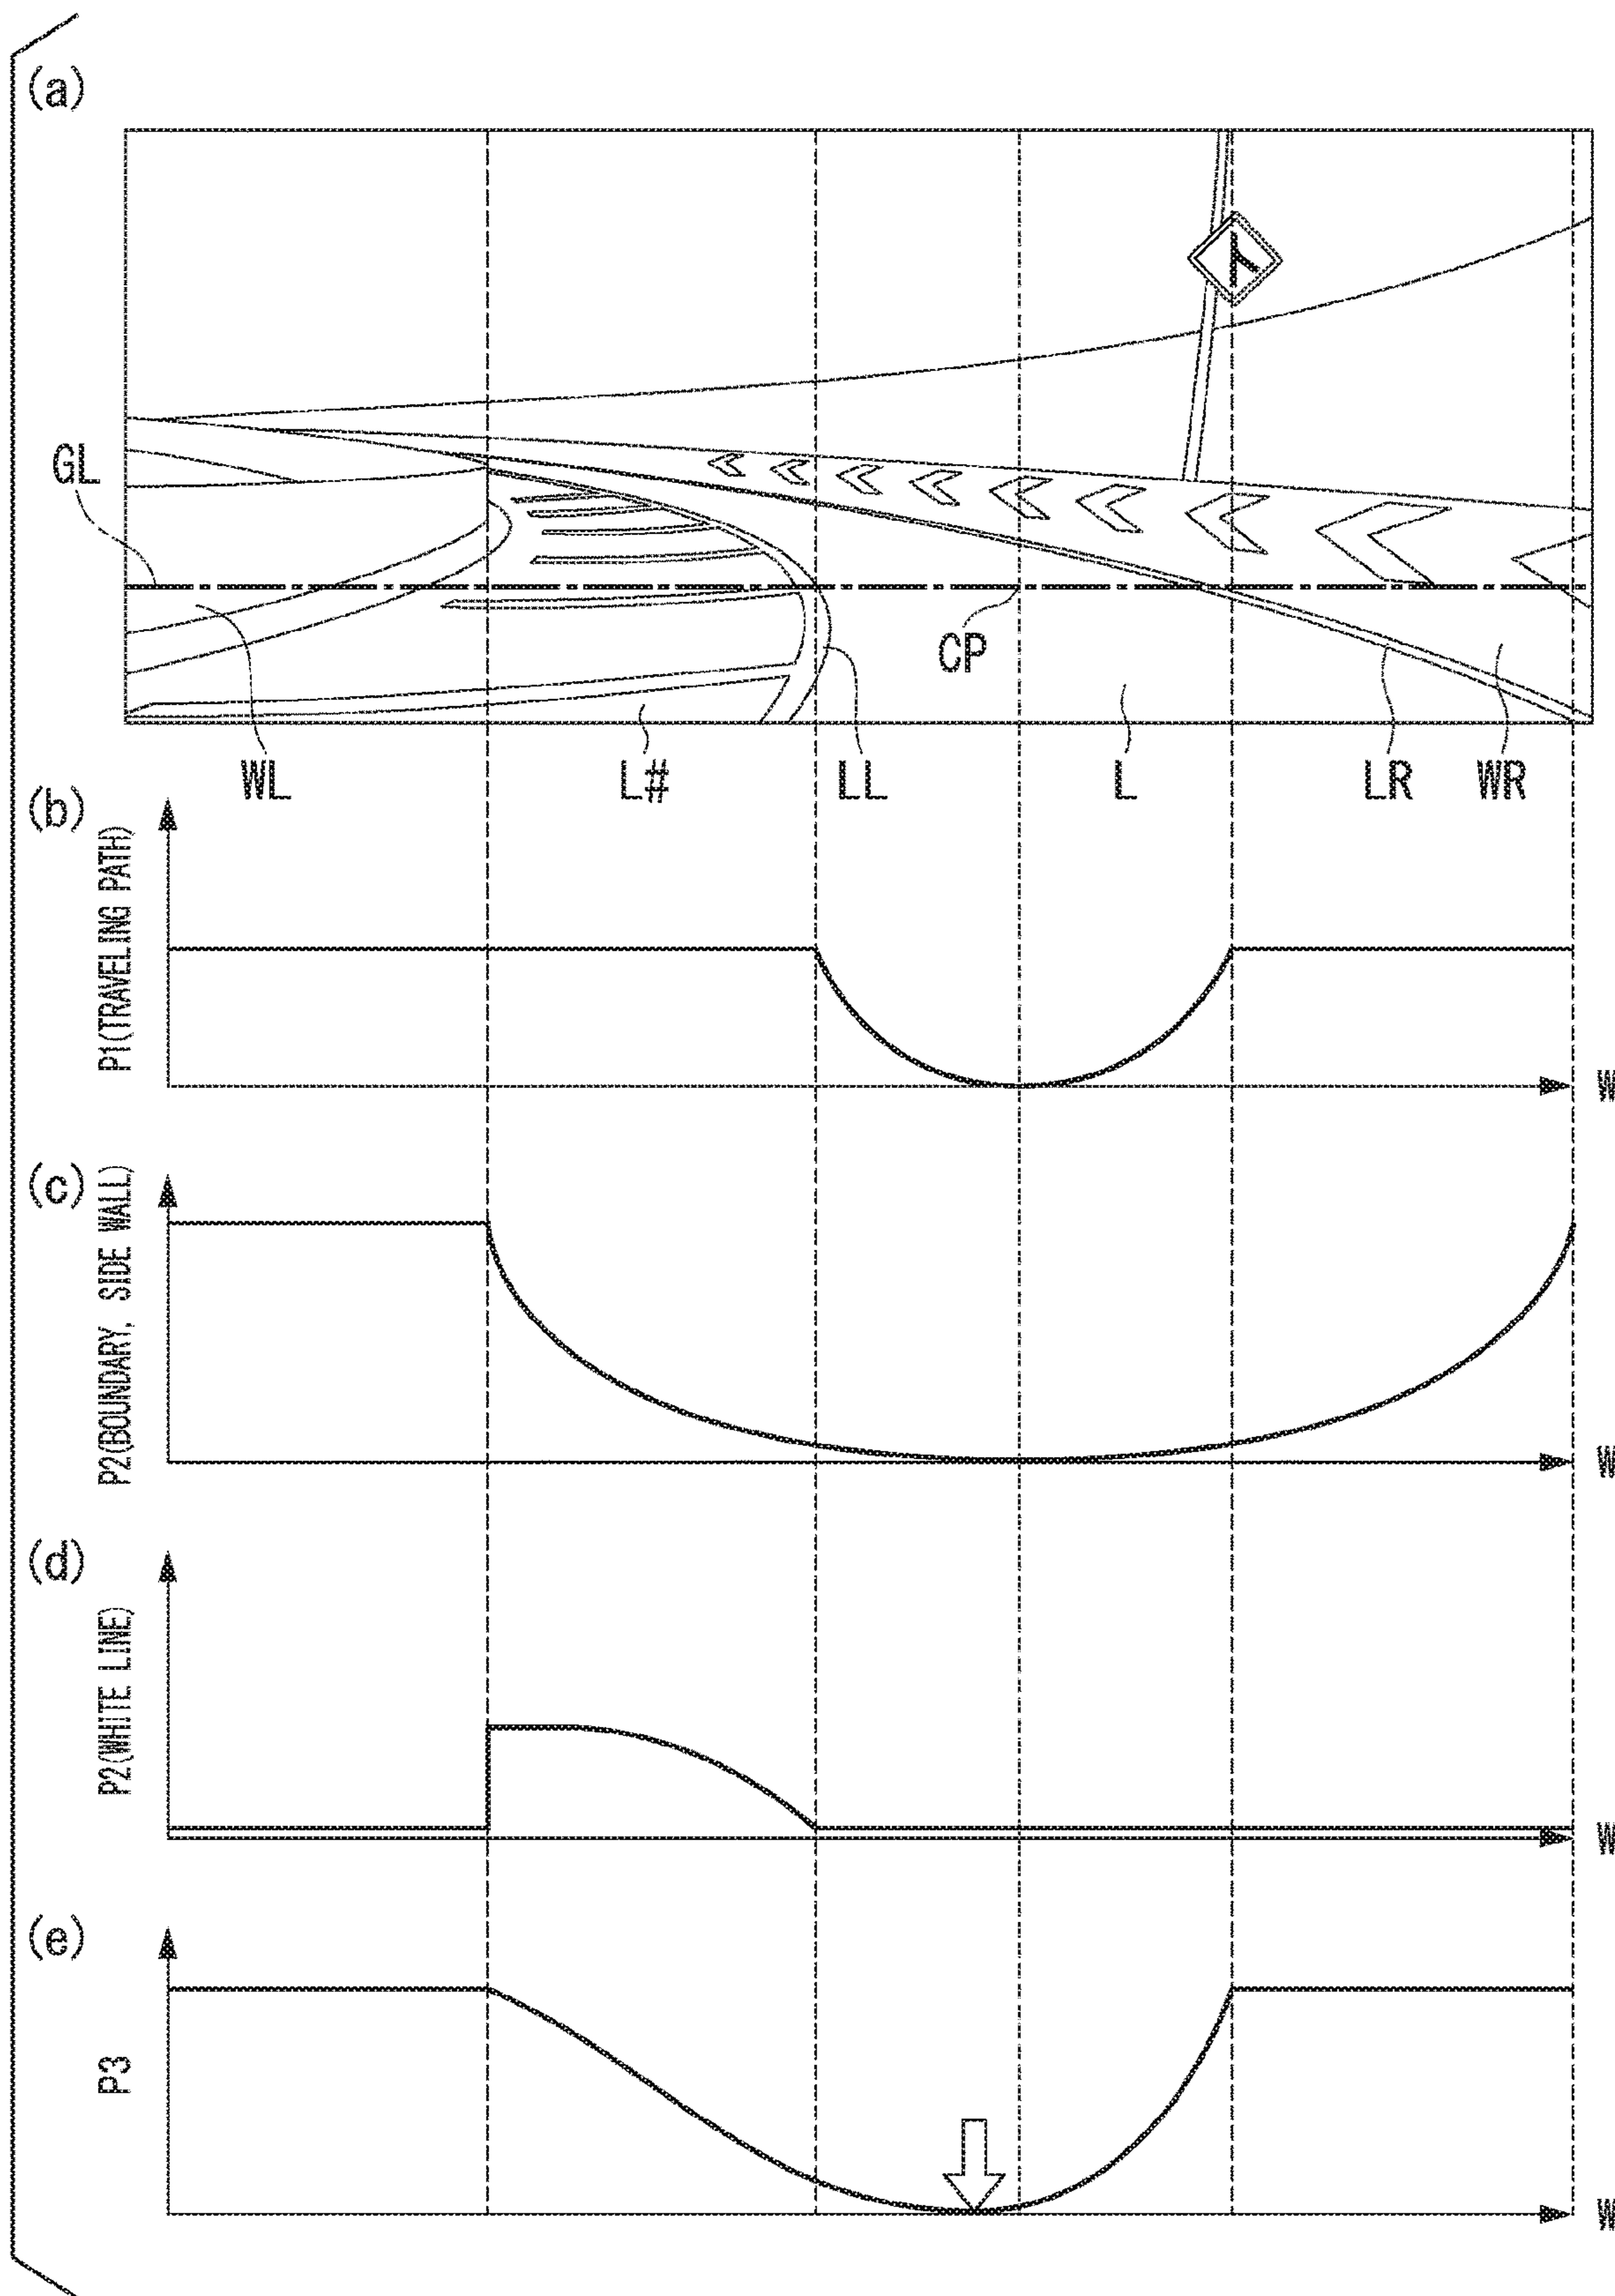 (a)
GL
CP
WL
L#
LL
L
LR
WR
(b)
P1(TRAVELING PATH)
W
(c)
P2(BOUNDARY, SIDE WALL)
W
(d)
P2(WHITE LINE)
W
(e)
P3
W